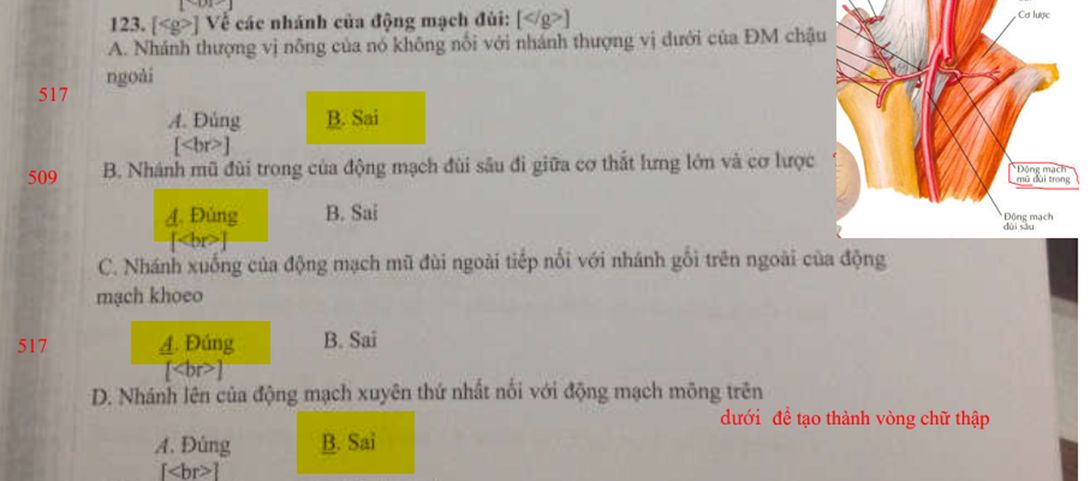 [<br>]
123. [<g>] Về các nhánh của động mạch đùi: [</g>]
A. Nhánh thượng vị nông của nó không nối với nhánh thượng vị dưới của ĐM chậu
ngoài
517
A. Đúng B. Sai
[<br>]
B. Nhánh mũ đùi trong của động mạch đùi sâu đi giữa cơ thắt lưng lớn và cơ lược
509
A. Đúng B. Sai
[<br>]
C. Nhánh xuống của động mạch mũ đùi ngoài tiếp nối với nhánh gối trên ngoài của động
mạch khoeo
517
A. Đúng B. Sai
[<br>]
D. Nhánh lên của động mạch xuyên thứ nhất nối với động mạch mông trên
dưới để tạo thành vòng chữ thập
A. Đúng B. Sai
[<br>]
Cơ lược
Động mạch
mũ đùi trong
Động mạch
đùi sâu